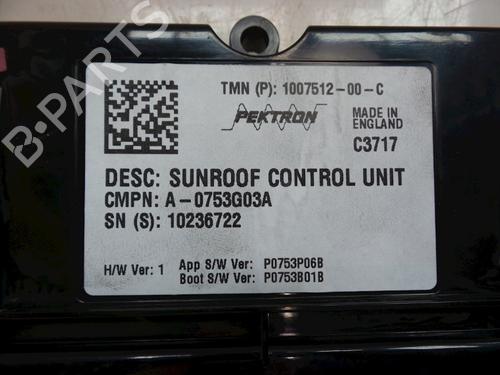 TMN (P): 1007512-00-C
PEKTRON
MADE IN
ENGLAND
C3717
DESC: SUNROOF CONTROL UNIT
CMPN: A-0753G03A
SN (S): 10236722
H/W Ver: 1
App S/W Ver: P0753P06B
Boot S/W Ver: P0753B01B
B-PARTS